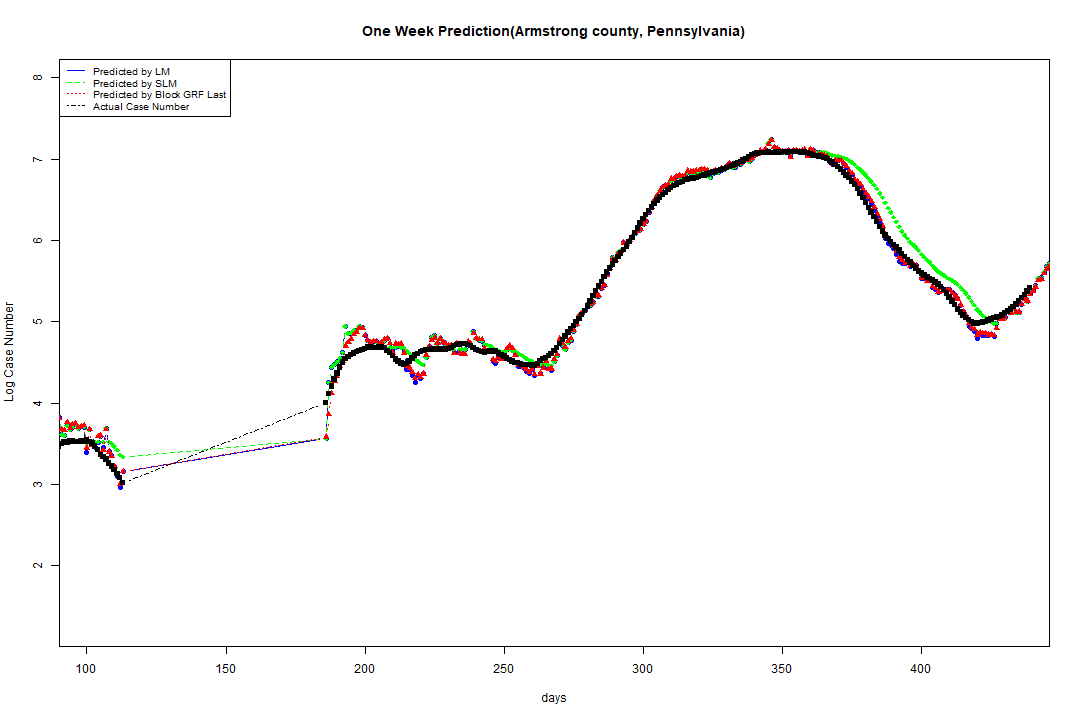 One Week Prediction(Armstrong county, Pennsylvania)
Predicted by LM
Predicted by SLM
Predicted by Block GRF Last
Actual Case Number
8
7
6
5
4
3
2
Log Case Number
100 150 200 250 300 350 400
days